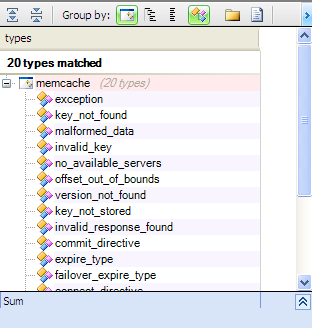 Group by:
types
20 types matched
memcache (20 types)
exception
key_not_found
malformed_data
invalid_key
no_available_servers
offset_out_of_bounds
version_not_found
key_not_stored
invalid_response_found
commit_directive
expire_type
failover_expire_type
connect_directive
Sum